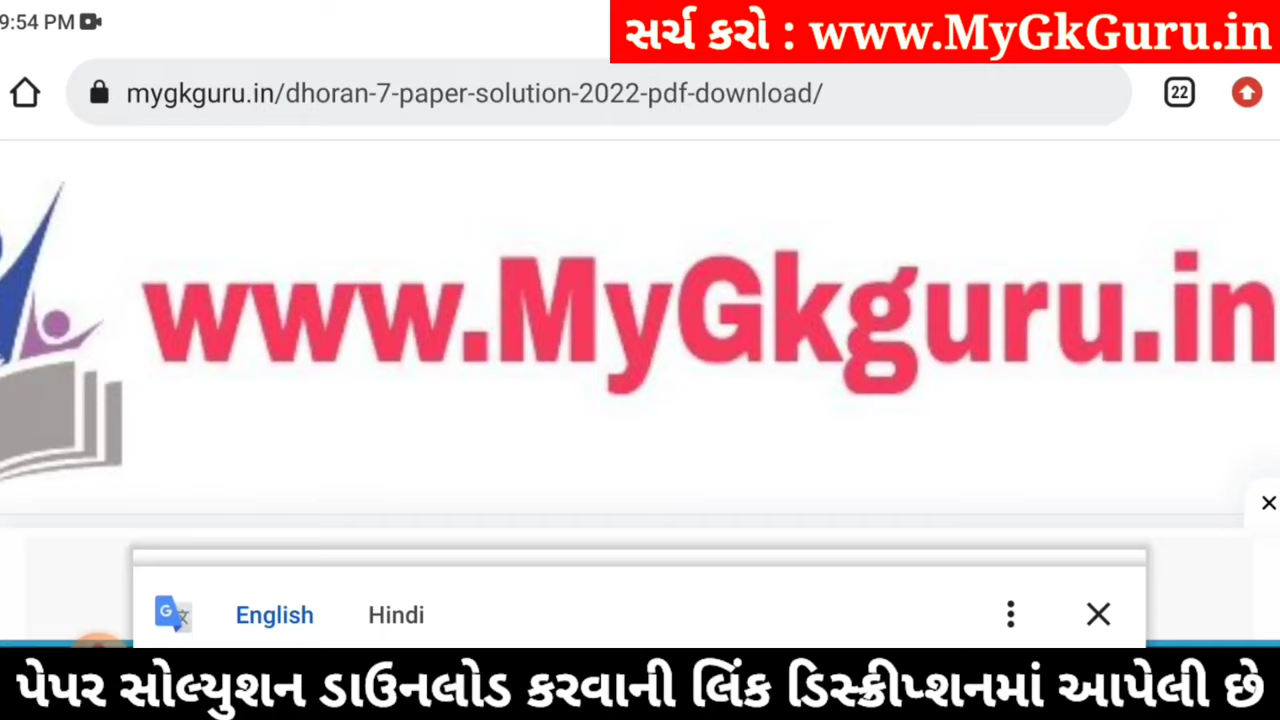 9:54 PM
સર્ચ કરો : www.MyGkGuru.in
mygkguru.in/dhoran-7-paper-solution-2022-pdf-download/
22
www.MyGkguru.in
English Hindi
પેપર સોલ્યુશન ડાઉનલોડ કરવાની લિંક ડિસ્ક્રીપ્શનમાં આપેલી છે